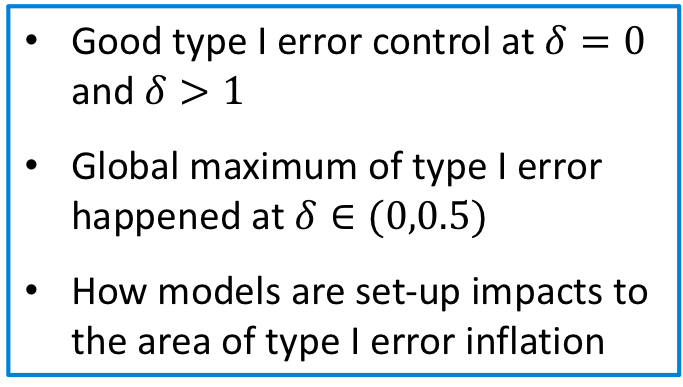 • Good type I error control at 𝛿 = 0
and 𝛿 > 1
• Global maximum of type I error
happened at 𝛿 ∈ (0,0.5)
• How models are set-up impacts to
the area of type I error inflation